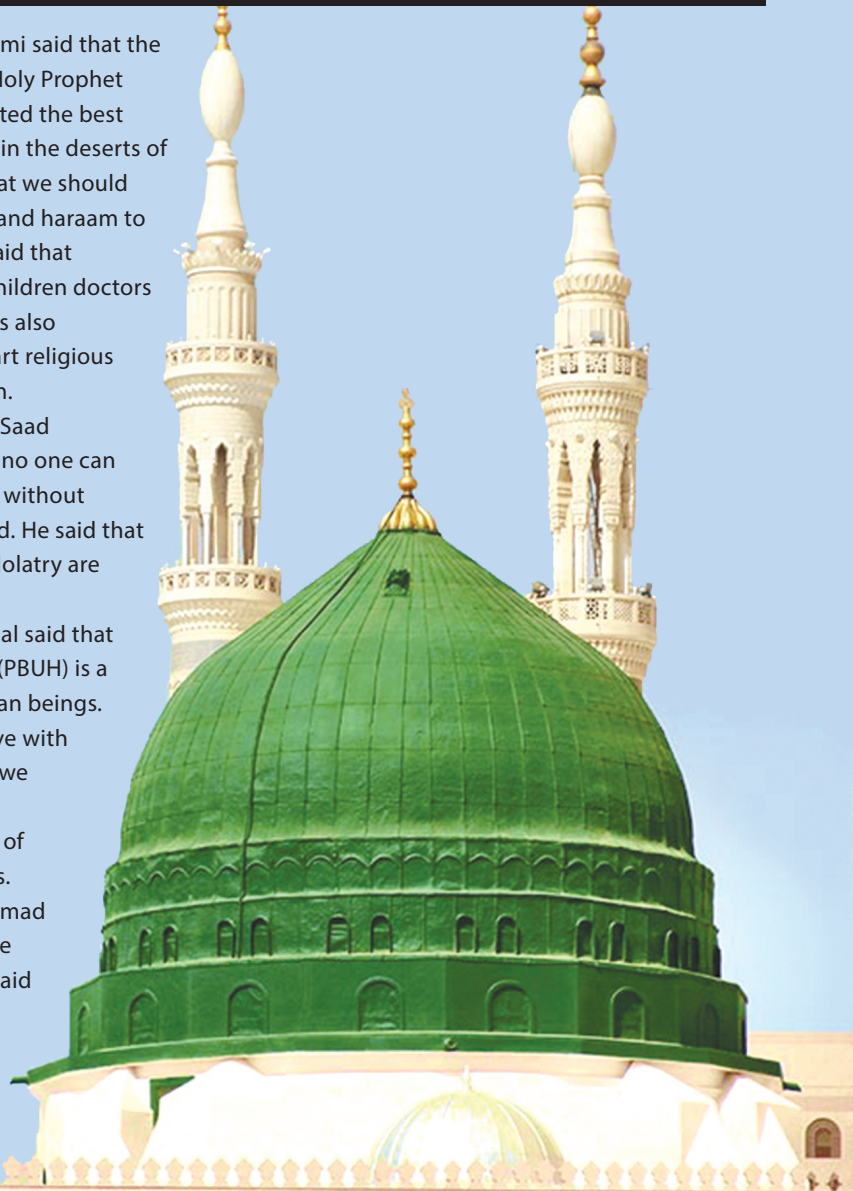 mi said that the
Holy Prophet
ted the best
in the deserts of
at we should
and haraam to
aid that
hildren doctors
s also
rt religious
n.
Saad
no one can
without
d. He said that
dolatry are
al said that
(PBUH) is a
an beings.
ve with
we
of
s.
mad
e
aid